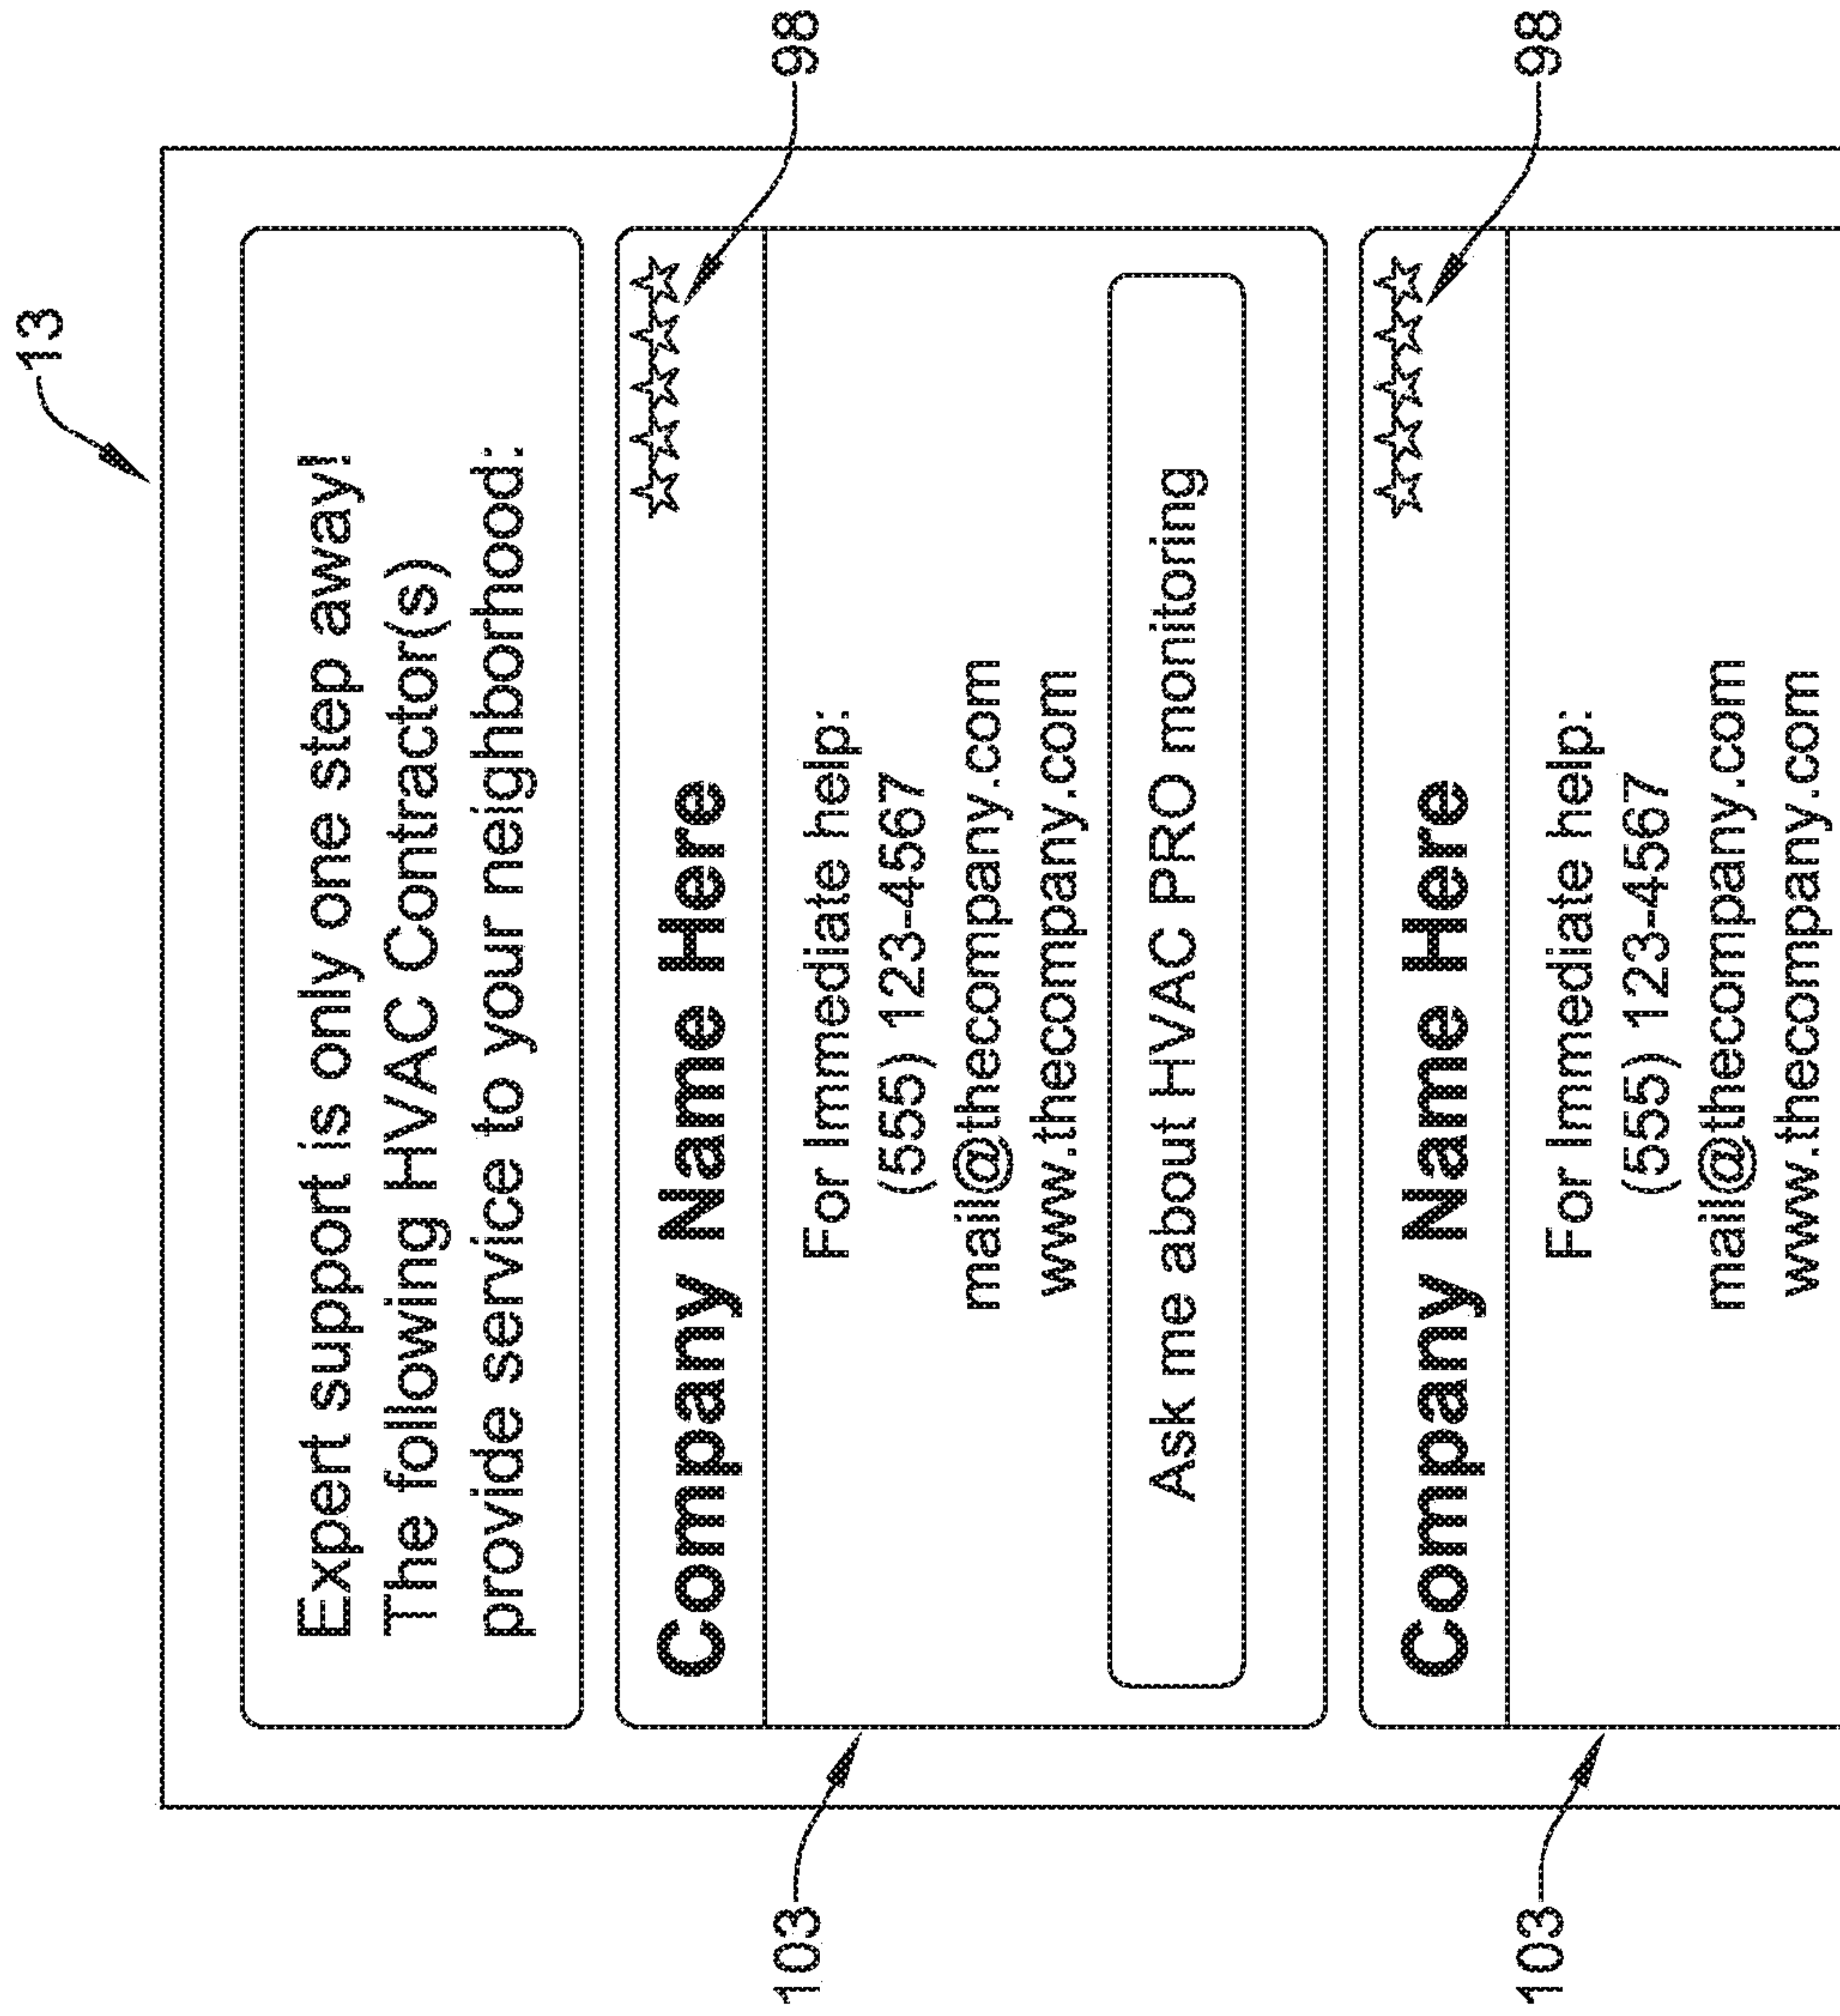 13
Expert support is only one step away!
The following HVAC Contractor(s)
provide service to your neighborhood:
Company Name Here ☆☆☆☆☆
98
103
For Immediate help:
(555) 123-4567
mail@thecompany.com
www.thecompany.com
Ask me about HVAC PRO monitoring
Company Name Here ☆☆☆☆☆
98
103
For Immediate help:
(555) 123-4567
mail@thecompany.com
www.thecompany.com